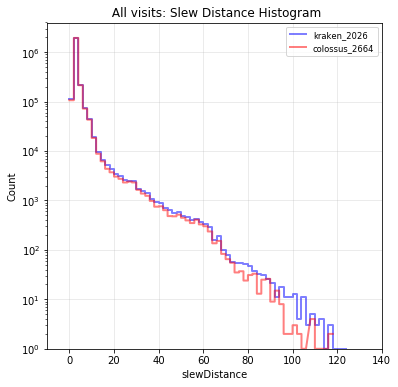 All visits: Slew Distance Histogram
kraken_2026
colossus_2664
10^6
10^5
10^4
10^3
10^2
10^1
10^0
Count
0 20 40 60 80 100 120 140
slewDistance